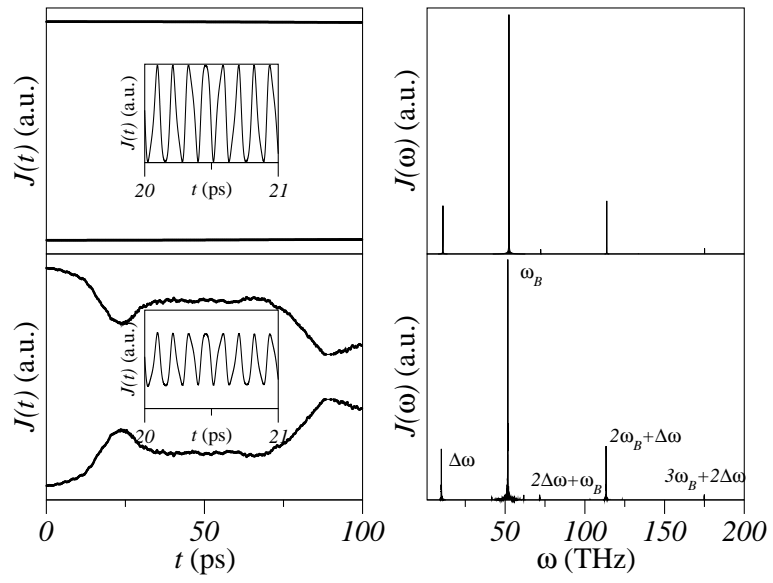 J(t) (a.u.)
J(t) (a.u.)
20
21
t (ps)
J(ω) (a.u.)
J(t) (a.u.)
J(t) (a.u.)
20
21
t (ps)
0
50
100
t (ps)
J(ω) (a.u.)
ω_B
Δω
2Δω+ω_B
2ω_B+Δω
3ω_B+2Δω
50
100
150
200
ω (THz)